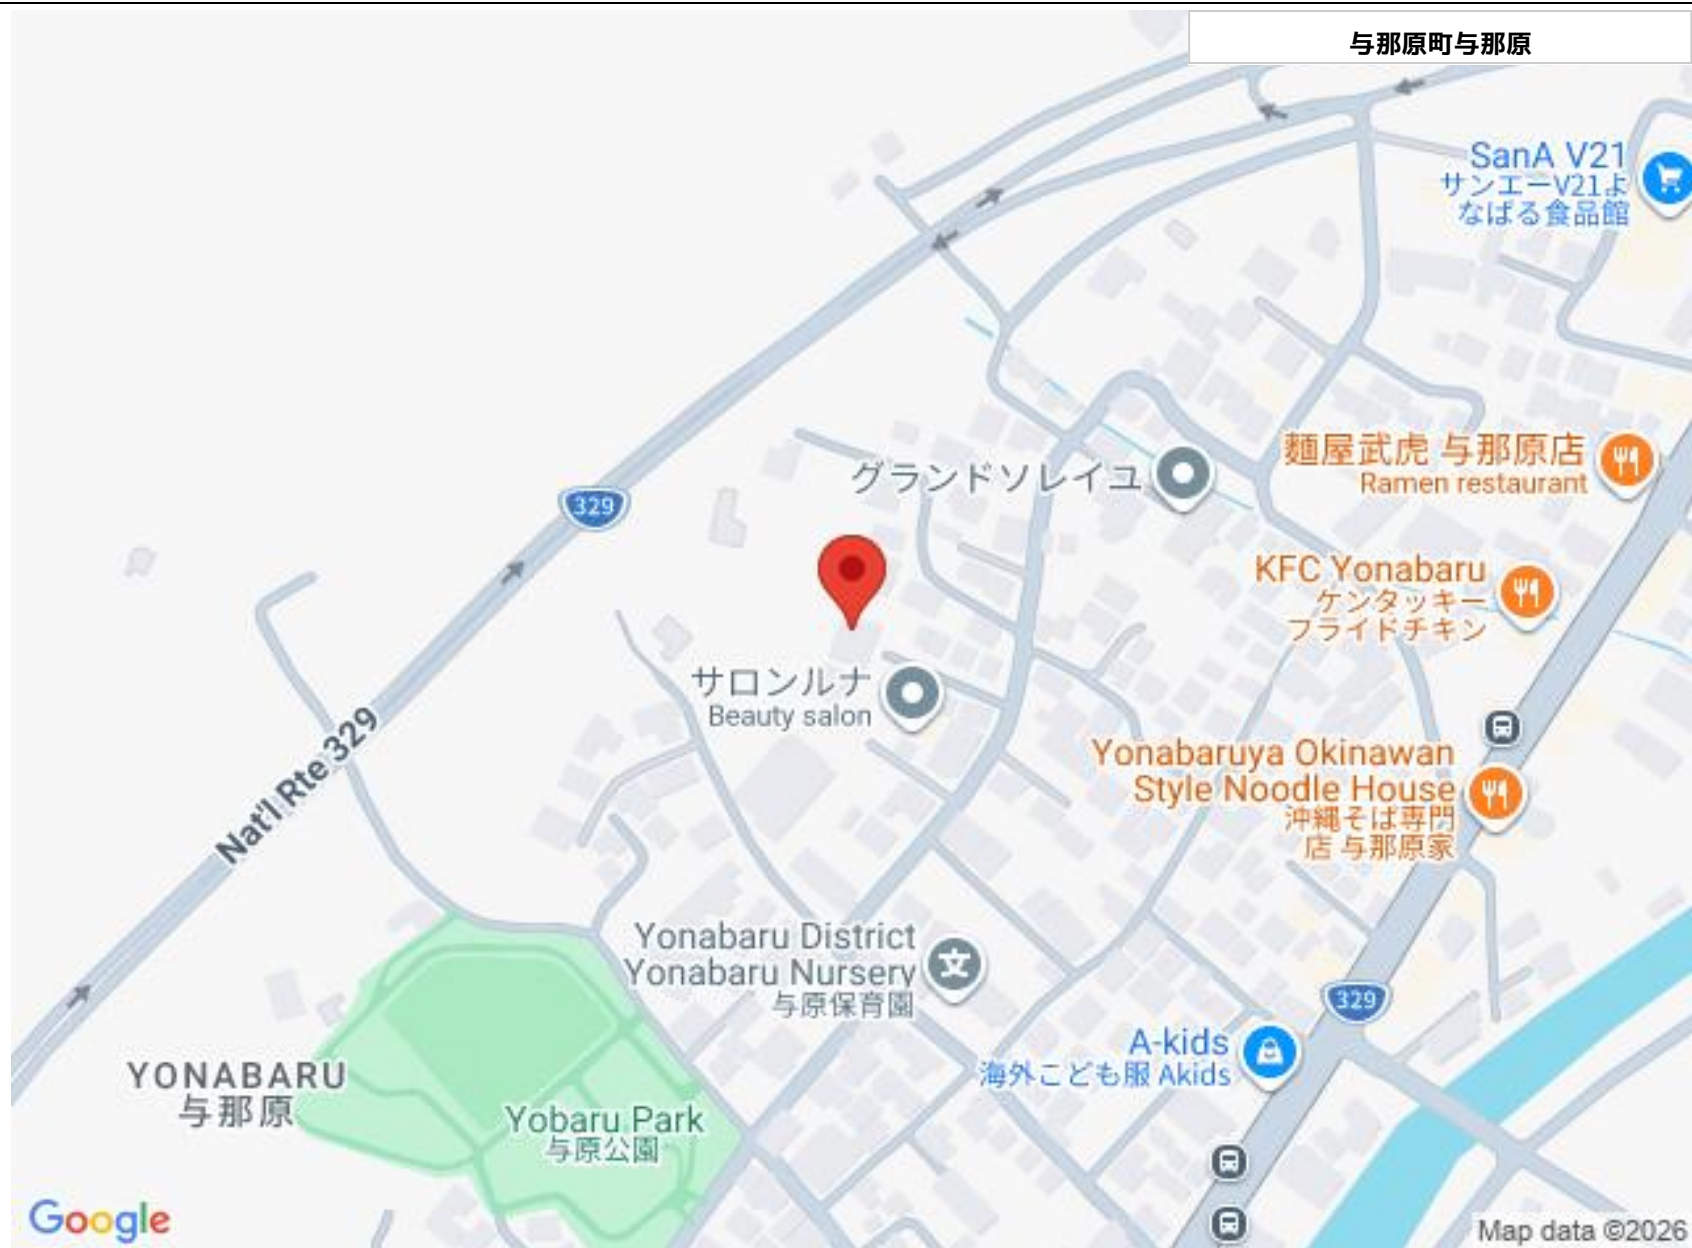 与那原町与那原
SanA V21
サンエーV21よ
なばる食品館
麺屋武虎 与那原店
Ramen restaurant
グランドソレイユ
329
KFC Yonabaru
ケンタッキー
フライドチキン
サロンルナ
Beauty salon
Nat'l Rte 329
Yonabaruya Okinawan
Style Noodle House
沖縄そば専門
店 与那原家
Yonabaru District
Yonabaru Nursery
与原保育園
329
A-kids
海外こども服 Akids
YONABARU
与那原
Yobaru Park
与原公園
Google
Map data ©2026